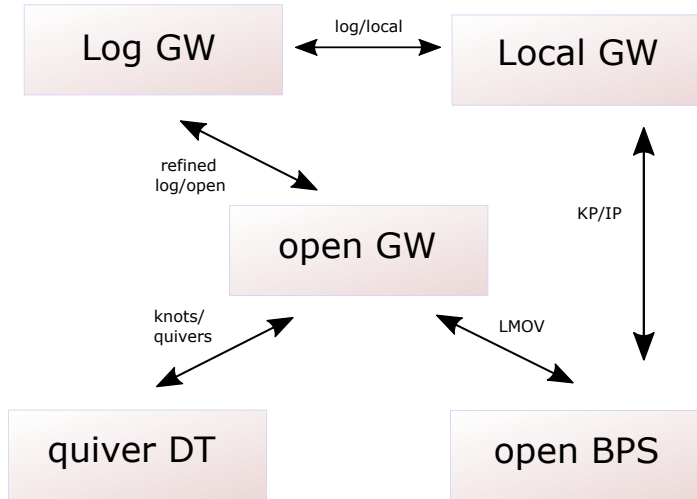 Log GW
log/local
Local GW
refined
log/open
KP/IP
open GW
knots/
quivers
LMOV
quiver DT
open BPS